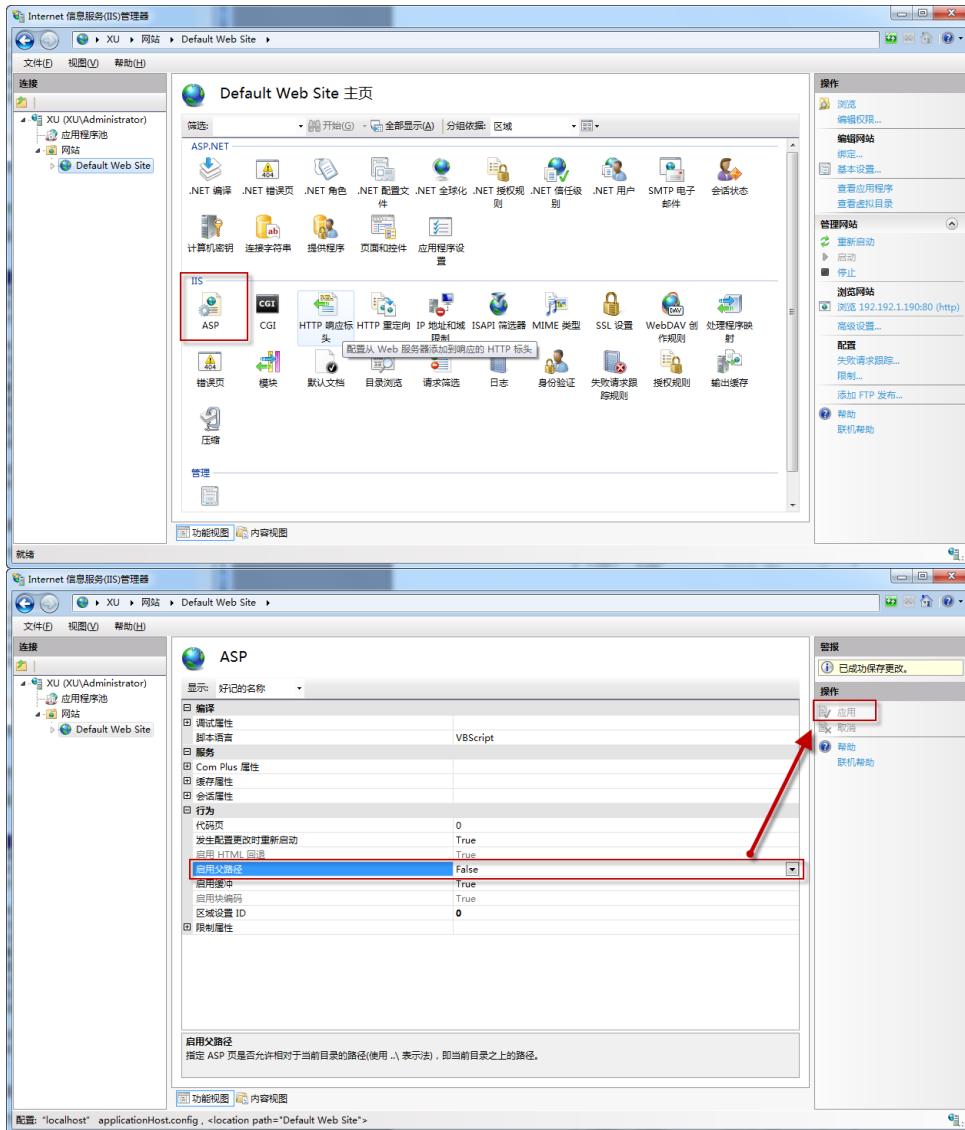 Internet 信息服务(IIS)管理器
XU 网站 Default Web Site
文件(F) 视图(V) 帮助(H)
连接
XU (XU\Administrator)
应用程序池
网站
Default Web Site
Default Web Site 主页
筛选: 开始(G) 全部显示(A) 分组依据: 区域
ASP.NET
.NET 编译 .NET 错误页 .NET 角色 .NET 配置文件 .NET 全球化 .NET 授权规则 .NET 信任级别 .NET 用户 SMTP 电子邮件 会话状态
计算机密钥 连接字符串 提供程序 页面和控件 应用程序设置
IIS
ASP CGI HTTP 响应标头 HTTP 重定向 IP 地址和域限制 ISAPI 筛选器 MIME 类型 SSL 设置 WebDAV 创作规则 处理程序映射
配置从 Web 服务器添加到响应的 HTTP 标头
错误页 模块 默认文档 目录浏览 请求筛选 日志 身份验证 失败请求跟踪规则 授权规则 输出缓存
压缩
管理
功能视图 内容视图
就绪
操作
浏览
编辑权限...
编辑网站
绑定...
基本设置...
查看应用程序
查看虚拟目录
管理网站
重新启动
启动
停止
浏览网站
浏览 192.192.1.190:80 (http)
高级设置...
配置
失败请求跟踪...
限制...
添加 FTP 发布...
帮助
联机帮助
Internet 信息服务(IIS)管理器
XU 网站 Default Web Site
文件(F) 视图(V) 帮助(H)
连接
XU (XU\Administrator)
应用程序池
网站
Default Web Site
ASP
显示: 好记的名称
编译
调试属性
脚本语言 VBScript
服务
Com Plus 属性
缓存属性
会话属性
行为
代码页 0
发生配置更改时重新启动 True
启用 HTML 回退 True
启用父路径 False
启用缓冲 True
启用块编码 True
区域设置 ID 0
限制属性
启用父路径
指定 ASP 页是否允许相对于当前目录的路径(使用 ..\ 表示法)，即当前目录之上的路径。
功能视图 内容视图
配置: "localhost" applicationHost.config , <location path="Default Web Site">
警报
已成功保存更改。
操作
应用
取消
帮助
联机帮助